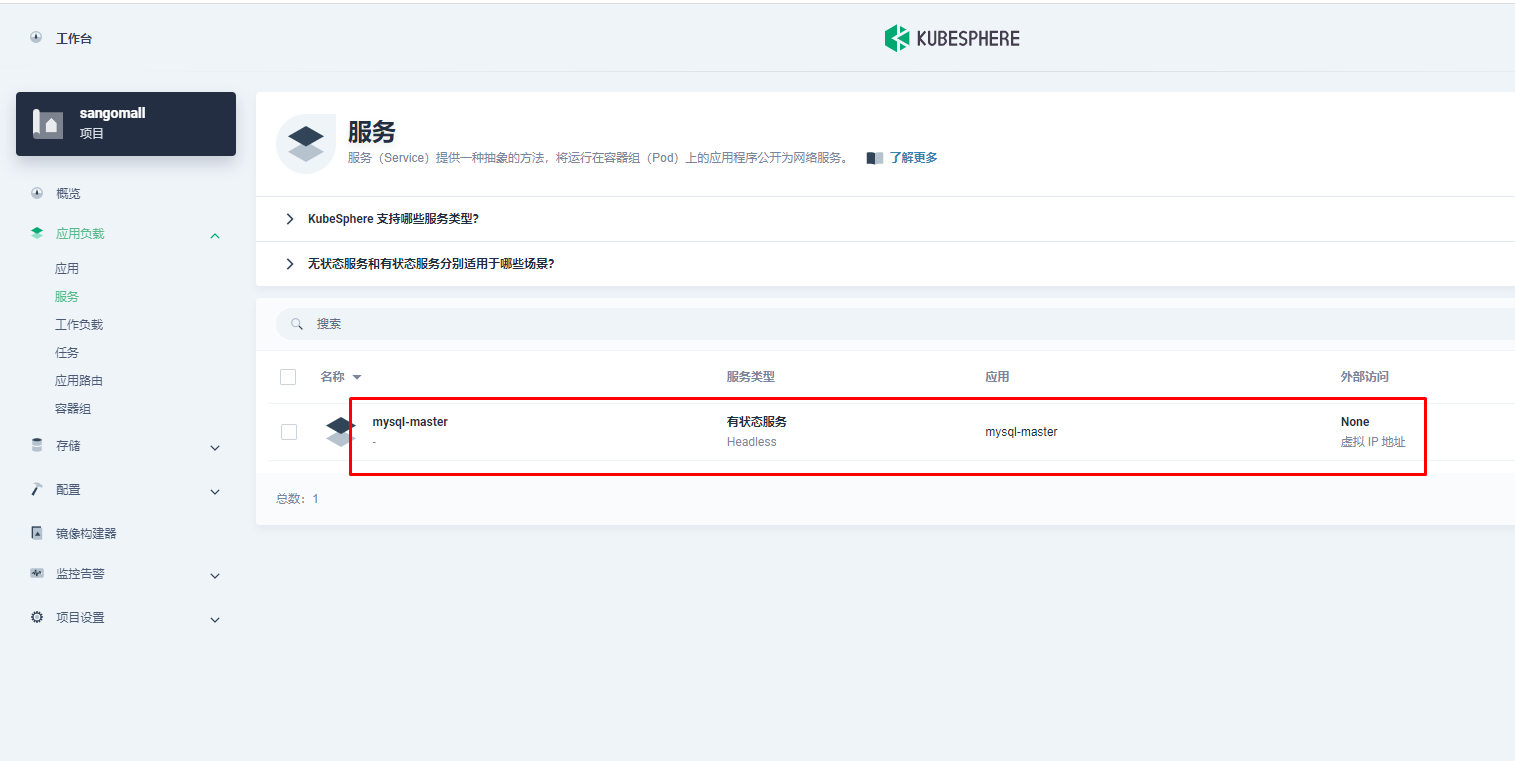 工作台
KUBESPHERE
sangomall
项目
概览
应用负载
应用
服务
工作负载
任务
应用路由
容器组
存储
配置
镜像构建器
监控告警
项目设置
服务
服务（Service）提供一种抽象的方法，将运行在容器组（Pod）上的应用程序公开为网络服务。 了解更多
KubeSphere 支持哪些服务类型?
无状态服务和有状态服务分别适用于哪些场景?
搜索
名称 服务类型 应用 外部访问
mysql-master 有状态服务 mysql-master None
- Headless 虚拟 IP 地址
总数：1